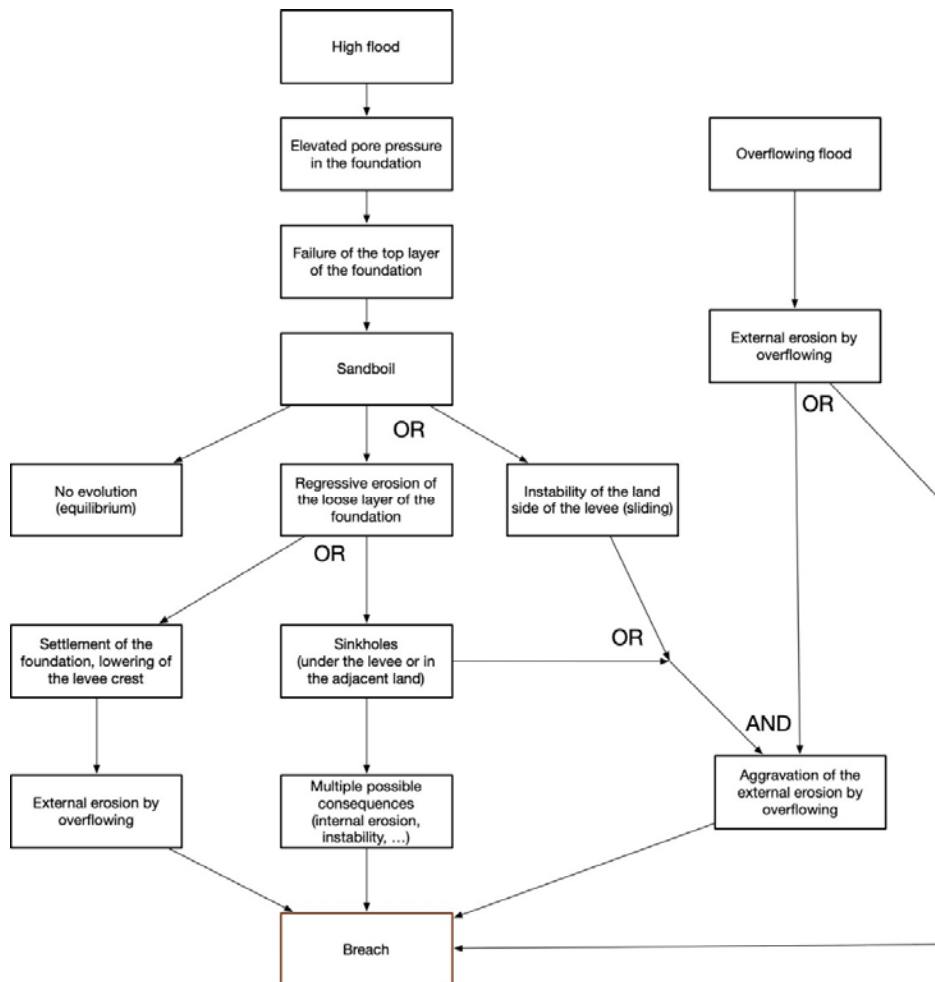 High flood
Elevated pore pressure
in the foundation
Overflowing flood
Failure of the top layer
of the foundation
External erosion by
overflowing
Sandboil
OR
OR
No evolution
(equilibrium)
Regressive erosion of
the loose layer of the
foundation
Instability of the land
side of the levee (sliding)
OR
Settlement of the
foundation, lowering of
the levee crest
Sinkholes
(under the levee or in
the adjacent land)
OR
AND
External erosion by
overflowing
Multiple possible
consequences
(internal erosion,
instability, ...)
Aggravation of the
external erosion by
overflowing
Breach